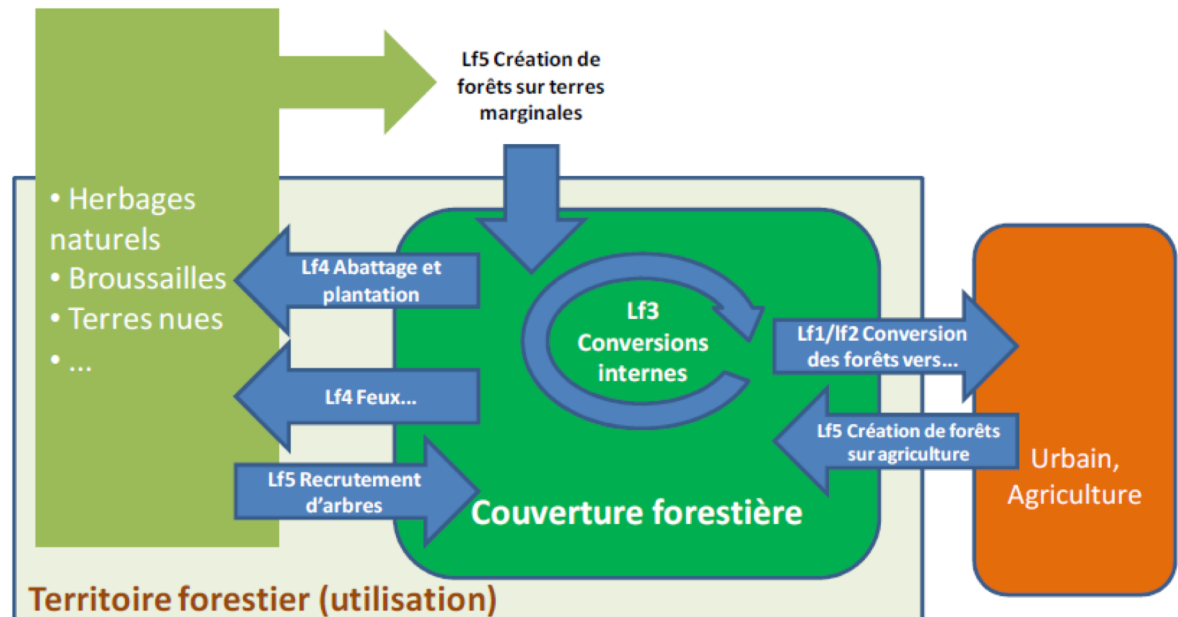 Lf5 Création de
forêts sur terres
marginales
• Herbages
naturels
• Broussailles
• Terres nues
• ...
Lf4 Abattage et
plantation
Lf3
Conversions
internes
Lf1/lf2 Conversion
des forêts vers...
Lf4 Feux...
Lf5 Création de forêts
sur agriculture
Lf5 Recrutement
d'arbres
Couverture forestière
Urbain,
Agriculture
Territoire forestier (utilisation)